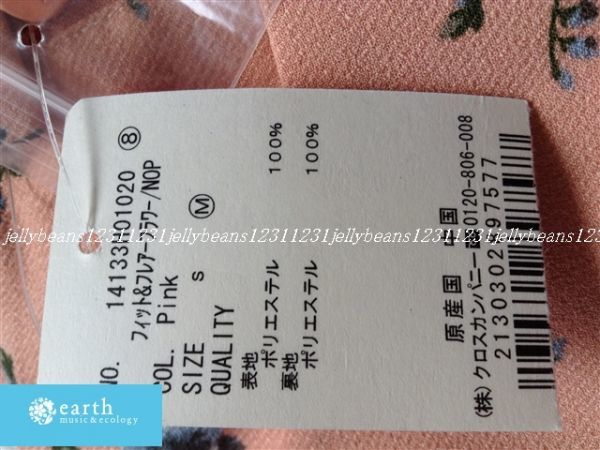 NO. 14133 01020 ⑧
フィット&フレアーフラワー/NOP
COL. Pink
SIZE S Ⓜ
QUALITY
表地
ポリエステル 100%
裏地
ポリエステル 100%
原産国 中国
(株)クロスカンパニー 0120-806-008
jellybeans12311231jellybeans12311231jellybeans12311231jellybeans12311231
earth
music&ecology